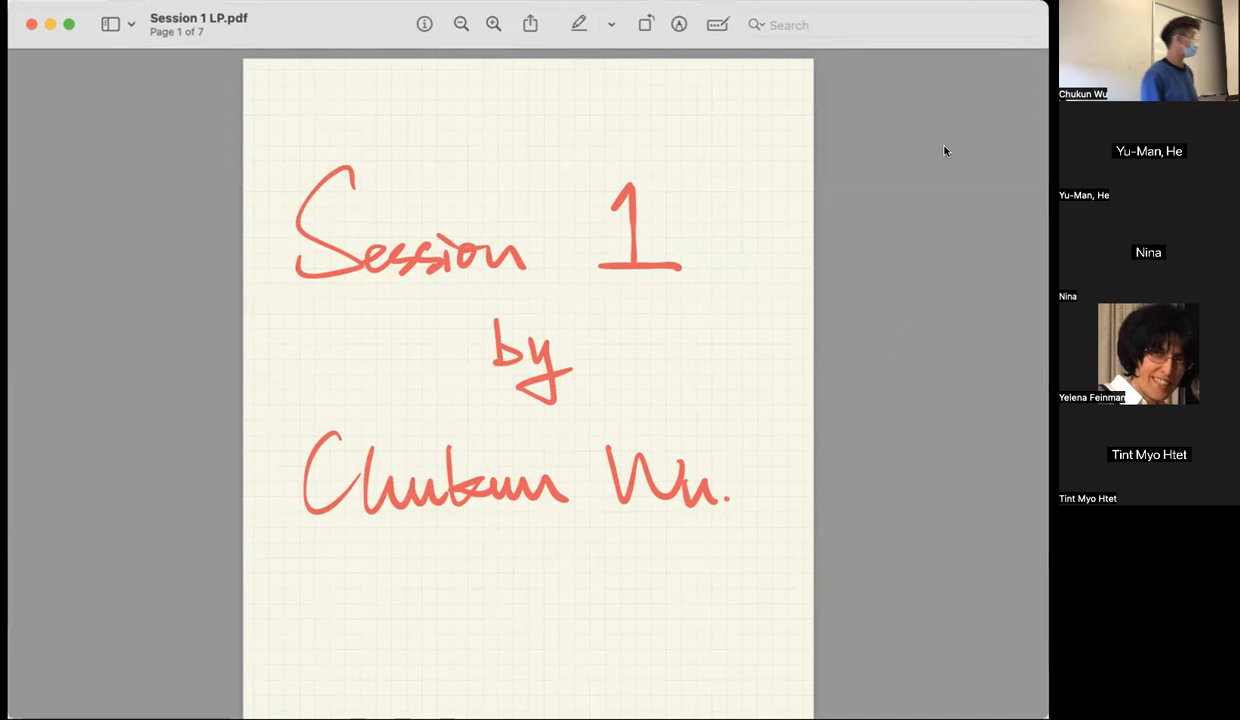 Session 1 LP.pdf
Page 1 of 7
Search
Session 1
by
Chukun Wu.
Chukun Wu
Yu-Man, He
Yu-Man, He
Nina
Nina
Yelena Feinman
Tint Myo Htet
Tint Myo Htet